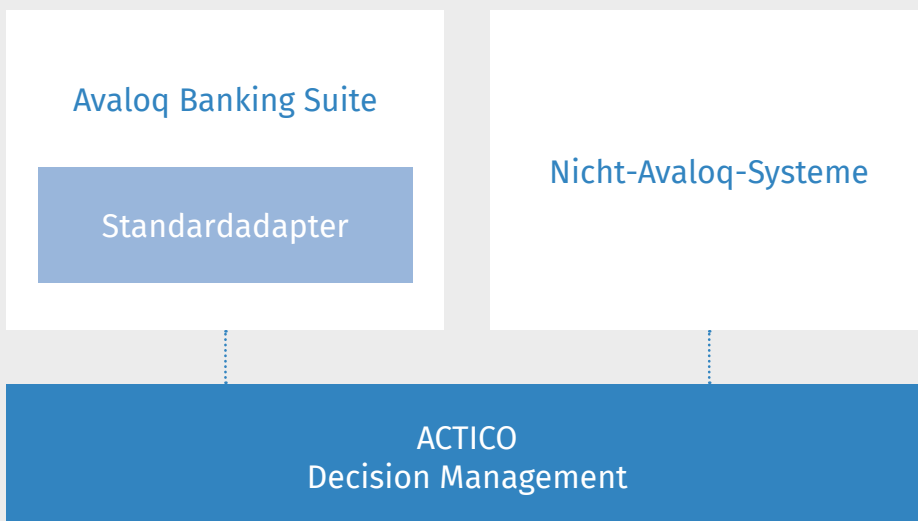 Avaloq Banking Suite
Standardadapter
Nicht-Avaloq-Systeme
ACTICO
Decision Management